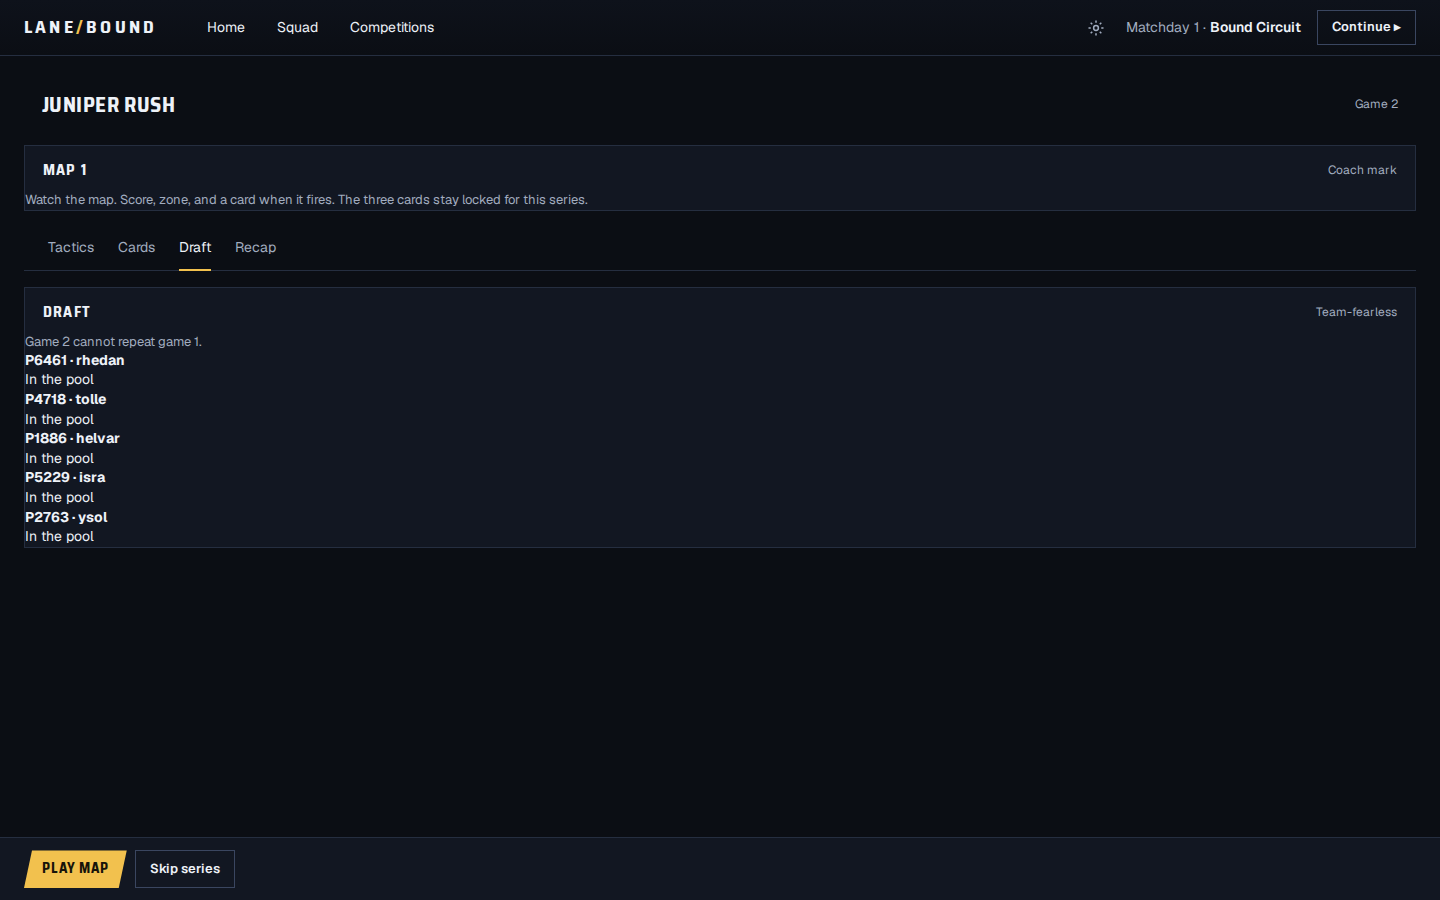 LANE/BOUND Home Squad Competitions Matchday 1 · Bound Circuit Continue ▸
JUNIPER RUSH Game 2
MAP 1 Coach mark
Watch the map. Score, zone, and a card when it fires. The three cards stay locked for this series.
Tactics Cards Draft Recap
DRAFT Team-fearless
Game 2 cannot repeat game 1.
P6461 · rhedan
In the pool
P4718 · tolle
In the pool
P1886 · helvar
In the pool
P5229 · isra
In the pool
P2763 · ysol
In the pool
PLAY MAP Skip series